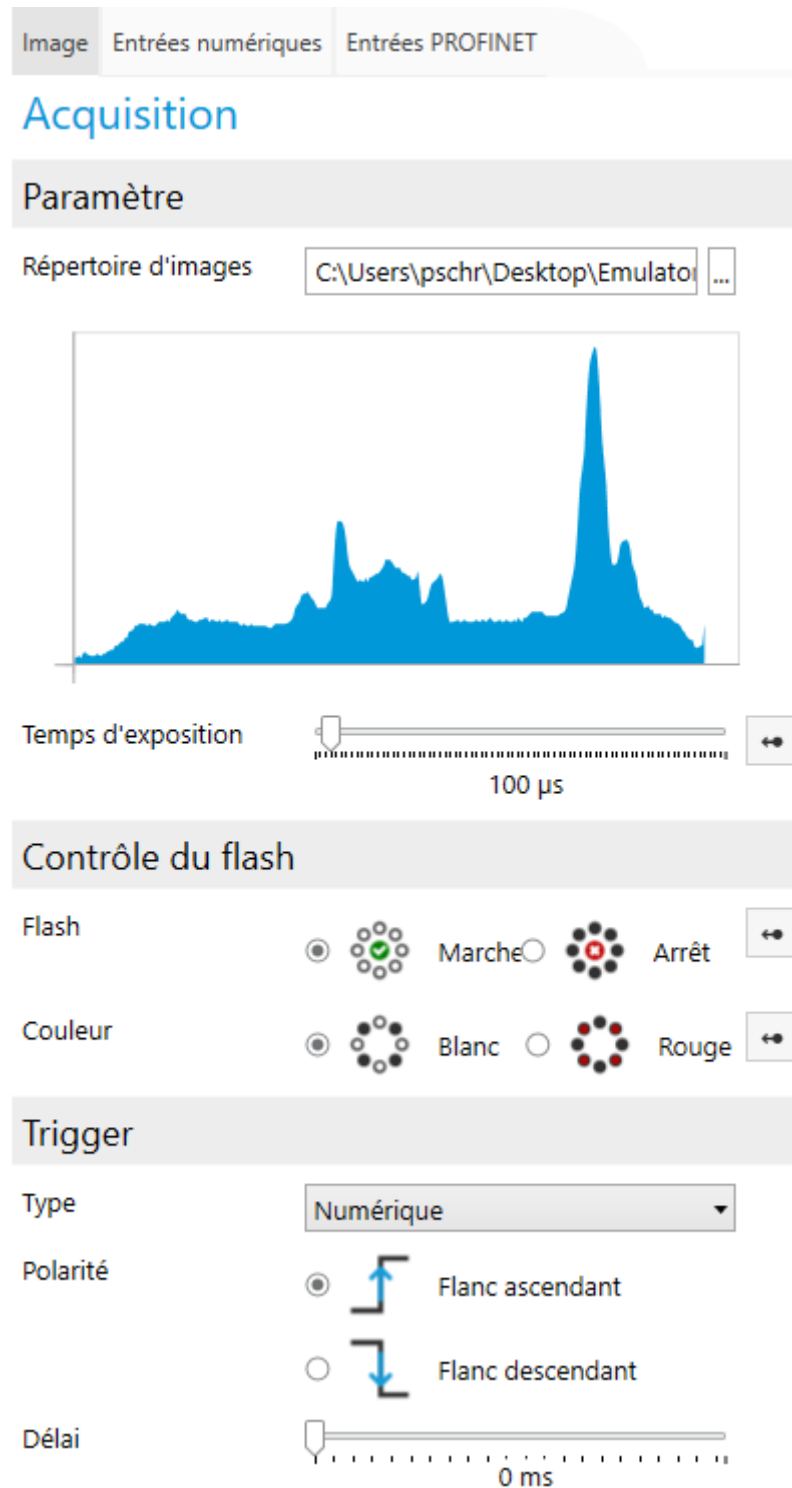 Image Entrées numériques Entrées PROFINET
Acquisition
Paramètre
Répertoire d'images C:\Users\pschr\Desktop\Emulator ...
Temps d'exposition
100 µs
Contrôle du flash
Flash Marche Arrêt
Couleur Blanc Rouge
Trigger
Type Numérique
Polarité Flanc ascendant
Flanc descendant
Délai
0 ms